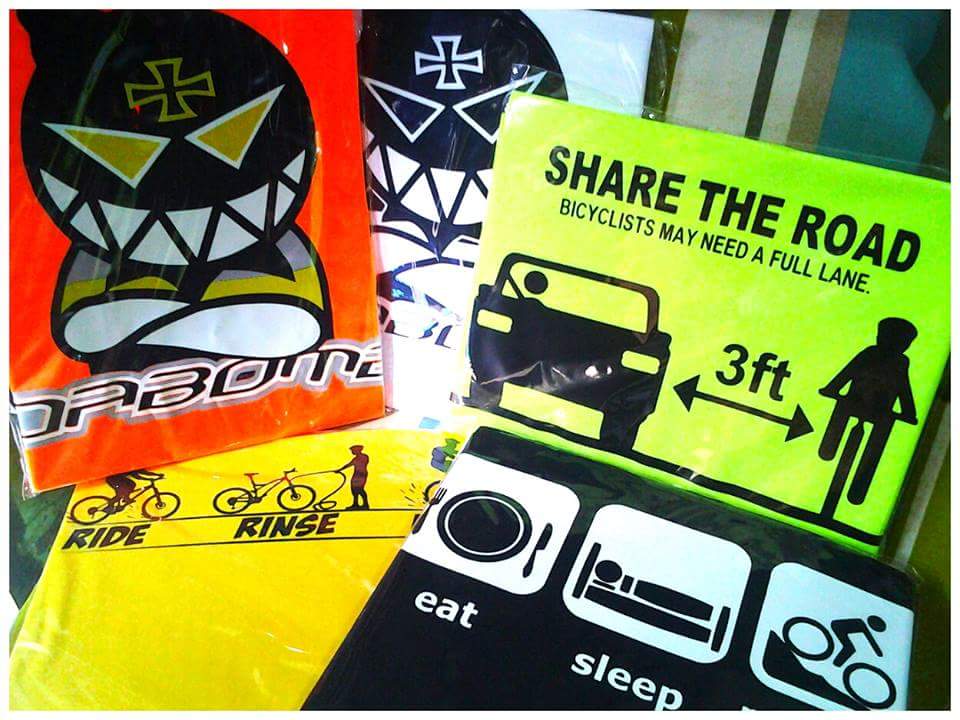 SHARE THE ROAD
BICYCLISTS MAY NEED A FULL LANE.
3ft
RIDE RINSE
eat
sleep